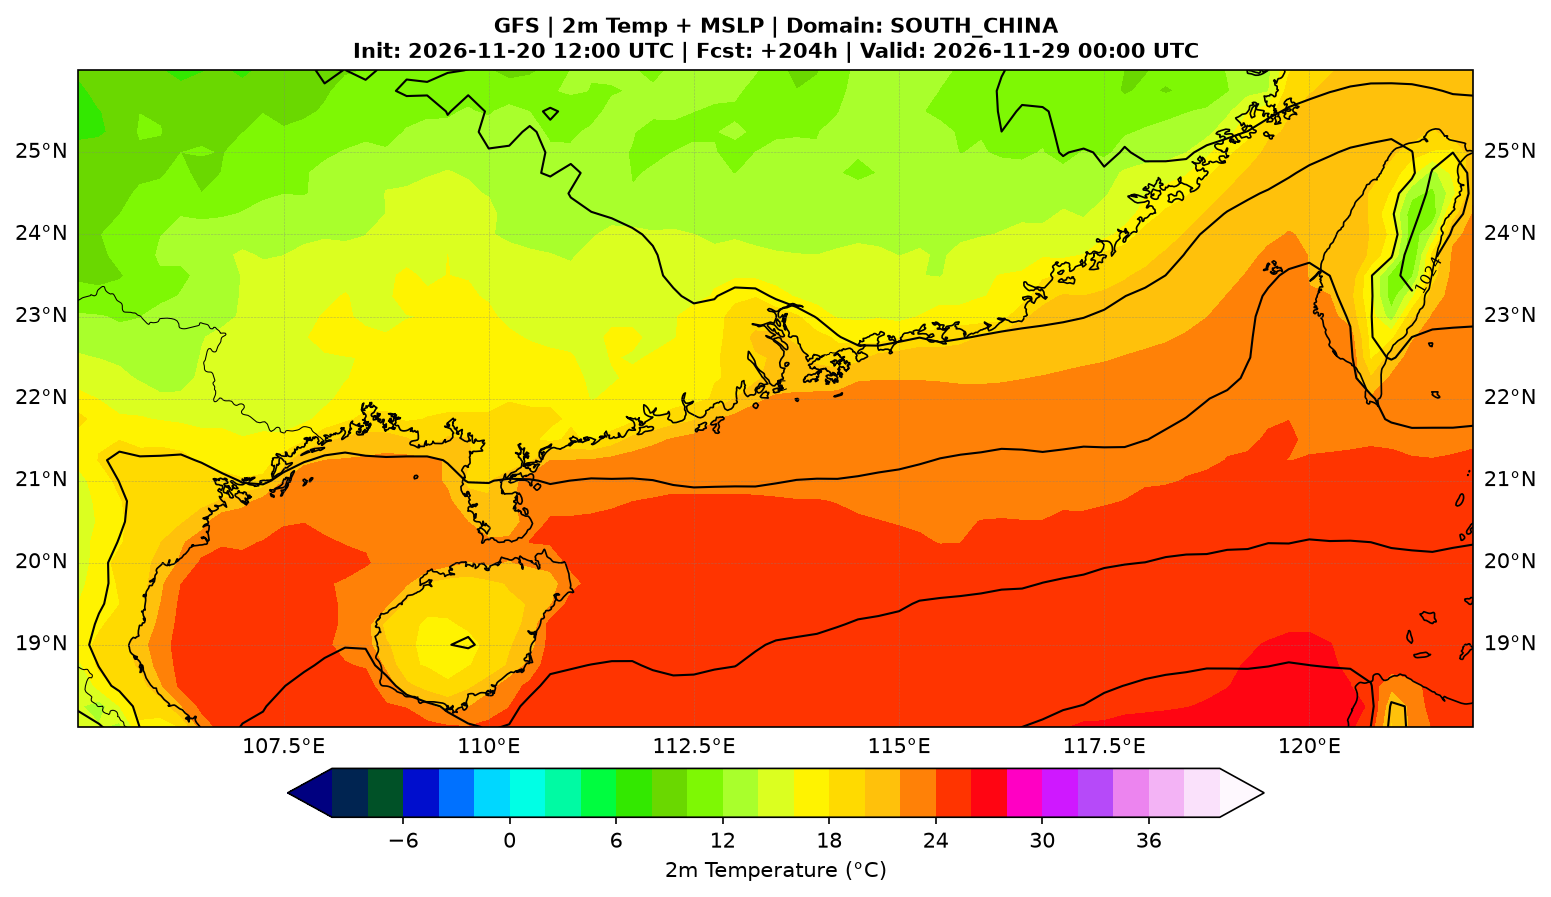 GFS | 2m Temp + MSLP | Domain: SOUTH_CHINA
Init: 2026-11-20 12:00 UTC | Fcst: +204h | Valid: 2026-11-29 00:00 UTC
25°N 25°N
24°N 24°N
1024
23°N 23°N
22°N 22°N
21°N 21°N
20°N 20°N
19°N 19°N
107.5°E 110°E 112.5°E 115°E 117.5°E 120°E
−6 0 6 12 18 24 30 36
2m Temperature (°C)